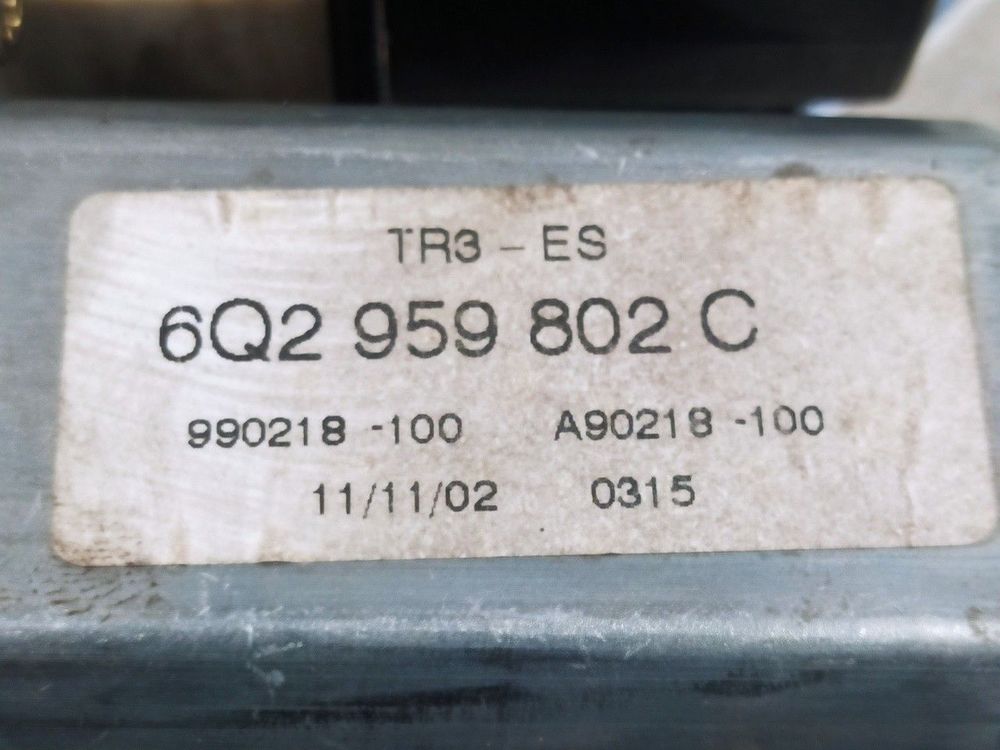 TR3 - ES
6Q2 959 802 C
990218 -100 A90218 -100
11/11/02 0315